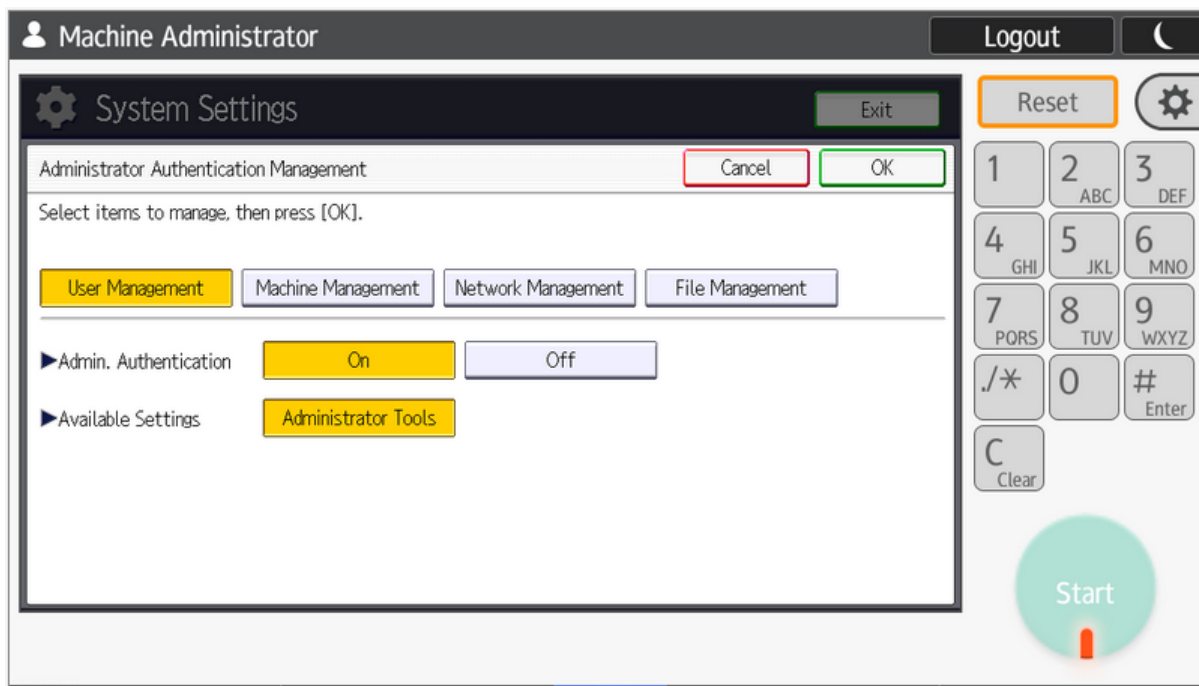 Machine Administrator Logout
System Settings Exit
Reset
Administrator Authentication Management Cancel OK
Select items to manage, then press [OK].
User Management Machine Management Network Management File Management
▶Admin. Authentication On Off
▶Available Settings Administrator Tools
1 2 ABC 3 DEF
4 GHI 5 JKL 6 MNO
7 PQRS 8 TUV 9 WXYZ
./* 0 # Enter
C Clear
Start